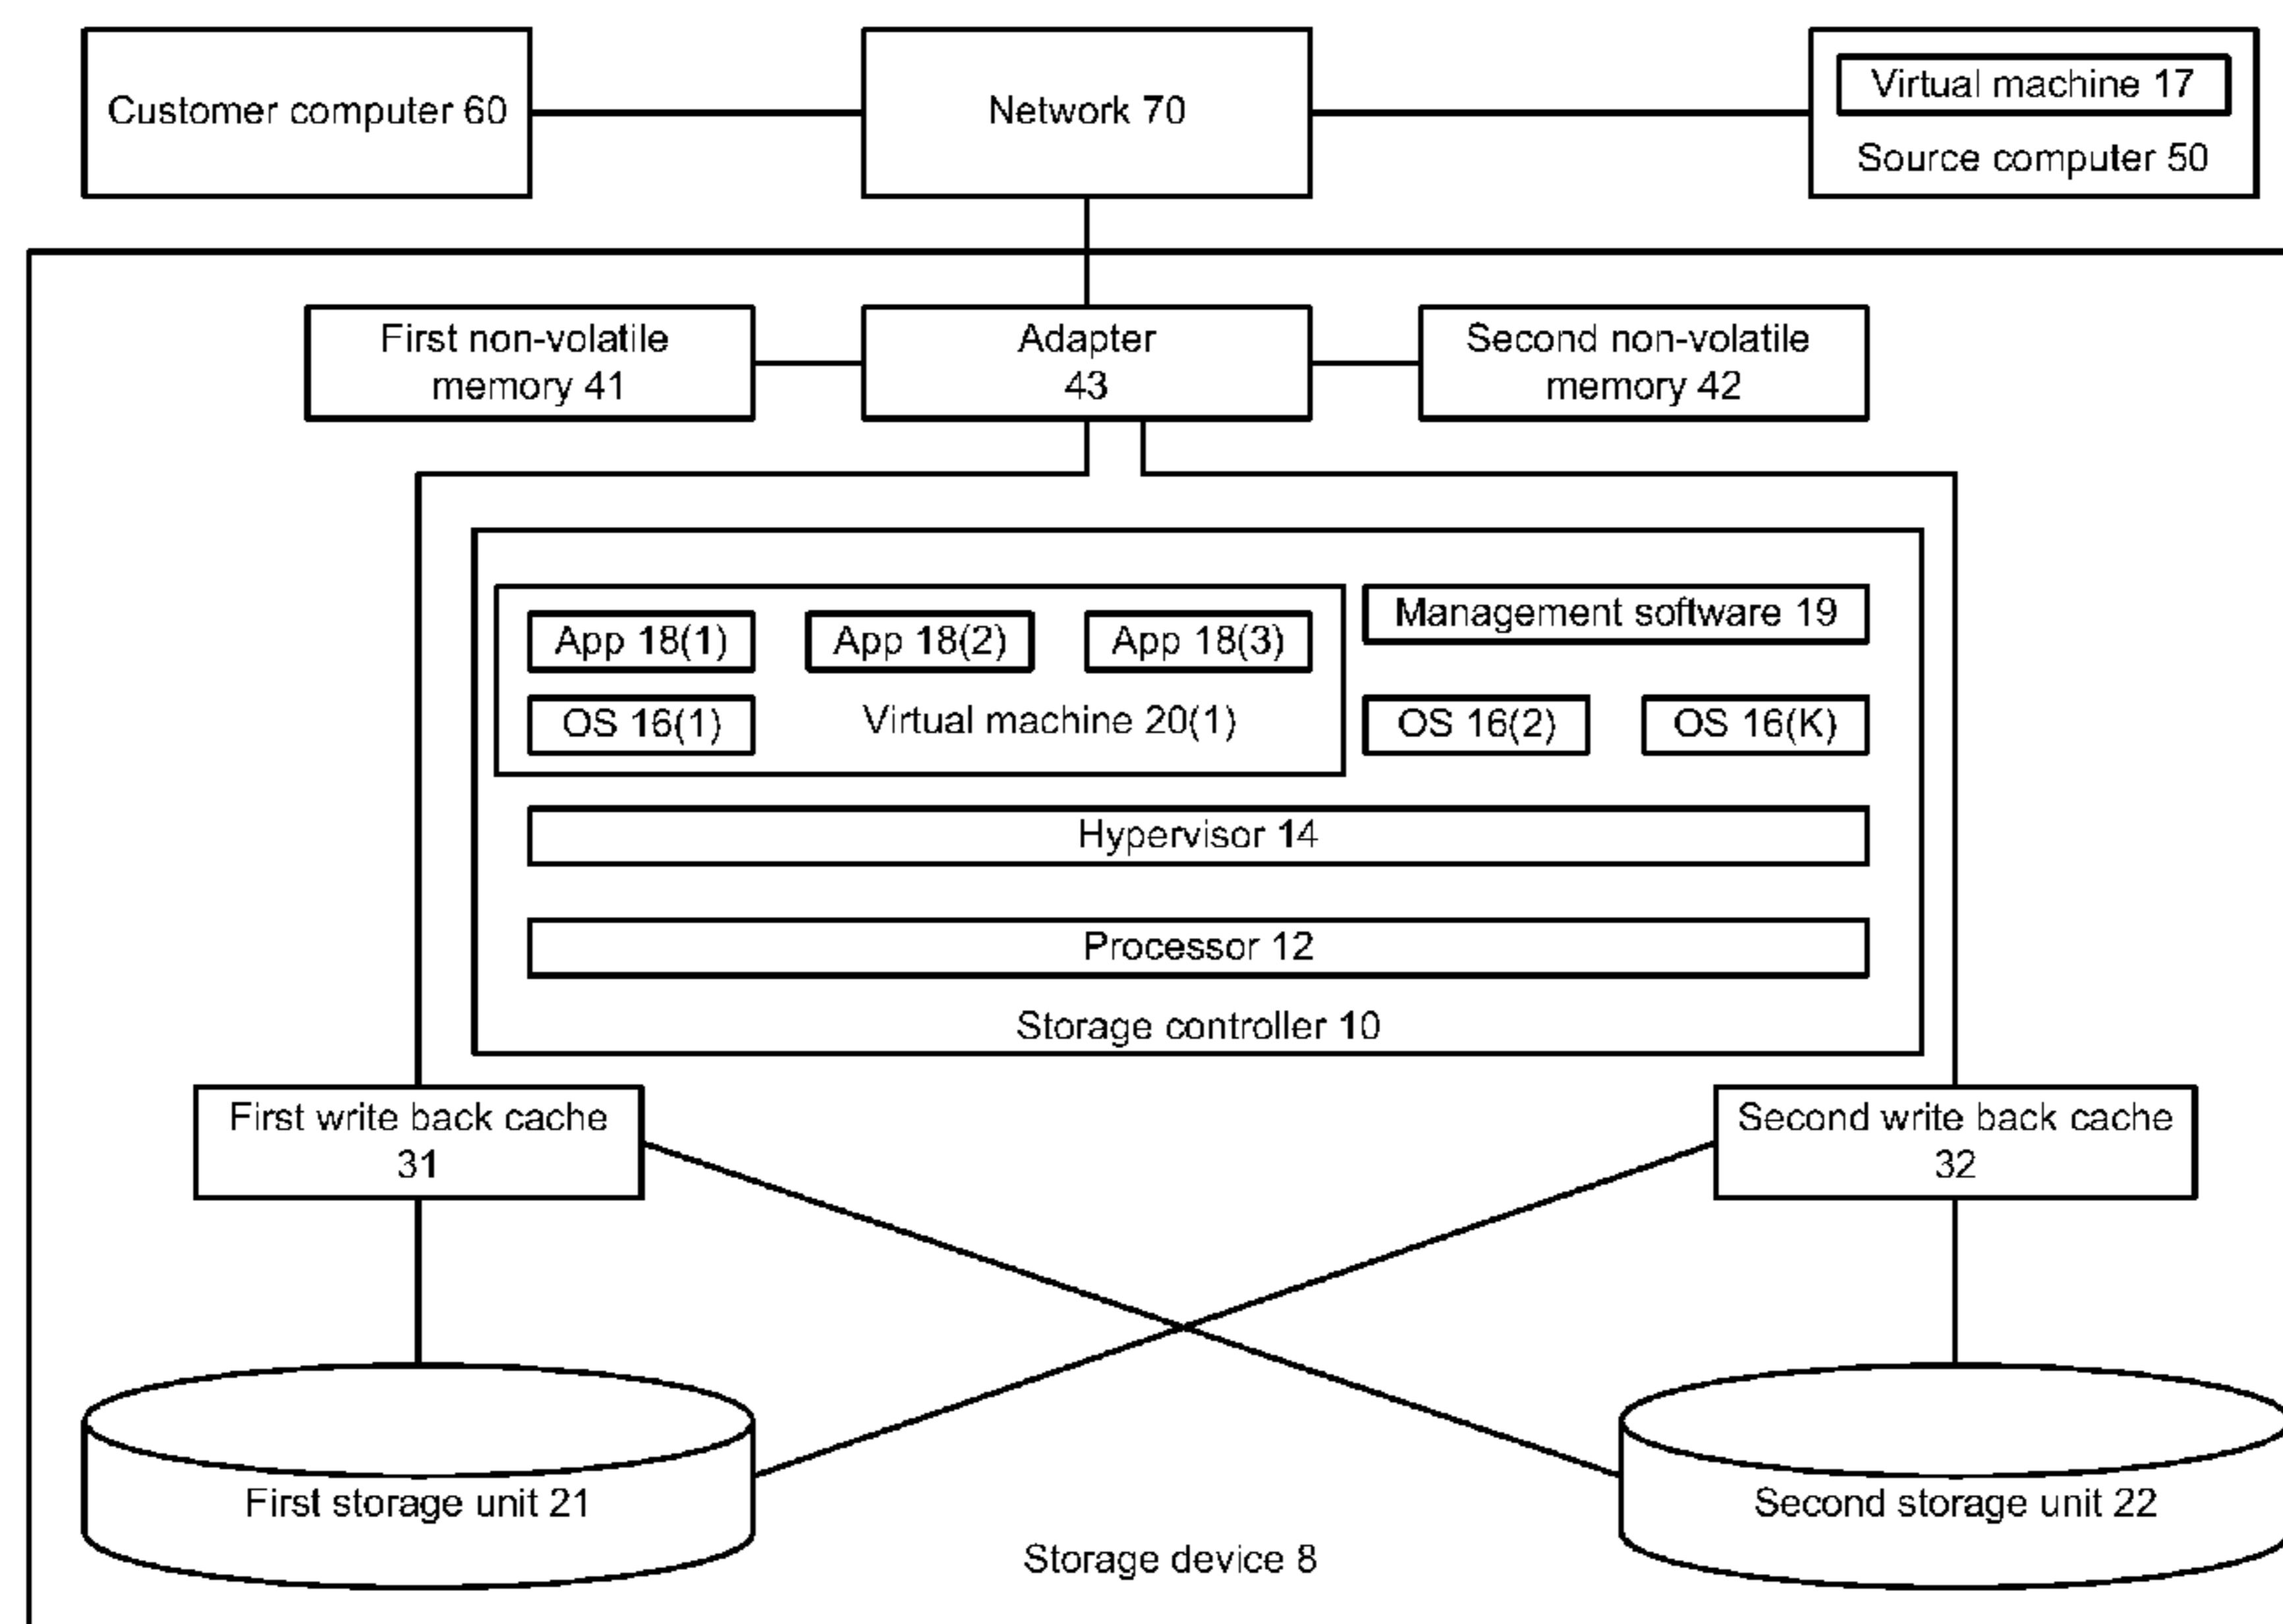 Customer computer 60
Network 70
Virtual machine 17
Source computer 50
First non-volatile
memory 41
Adapter
43
Second non-volatile
memory 42
App 18(1)
App 18(2)
App 18(3)
Management software 19
OS 16(1)
Virtual machine 20(1)
OS 16(2)
OS 16(K)
Hypervisor 14
Processor 12
Storage controller 10
First write back cache
31
Second write back cache
32
First storage unit 21
Second storage unit 22
Storage device 8